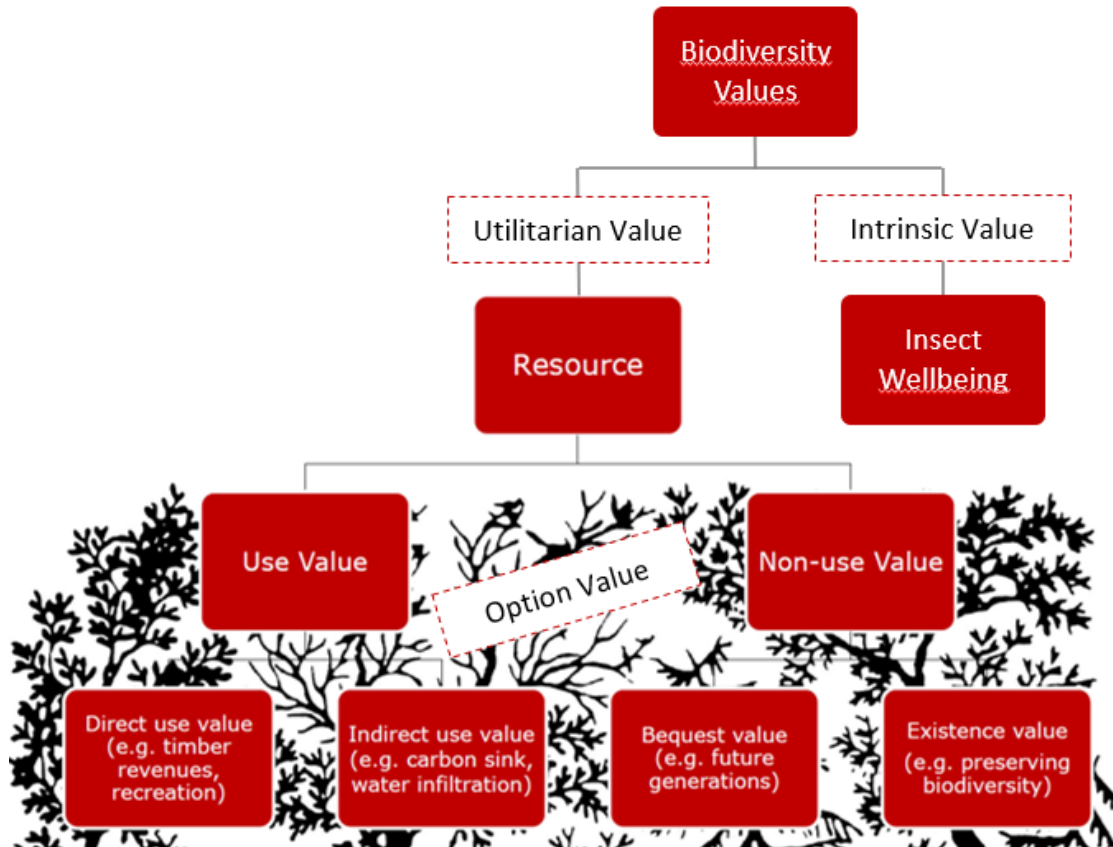 Biodiversity
Values
Utilitarian Value
Intrinsic Value
Resource
Insect
Wellbeing
Use Value
Option Value
Non-use Value
Direct use value
(e.g. timber
revenues,
recreation)
Indirect use value
(e.g. carbon sink,
water infiltration)
Bequest value
(e.g. future
generations)
Existence value
(e.g. preserving
biodiversity)